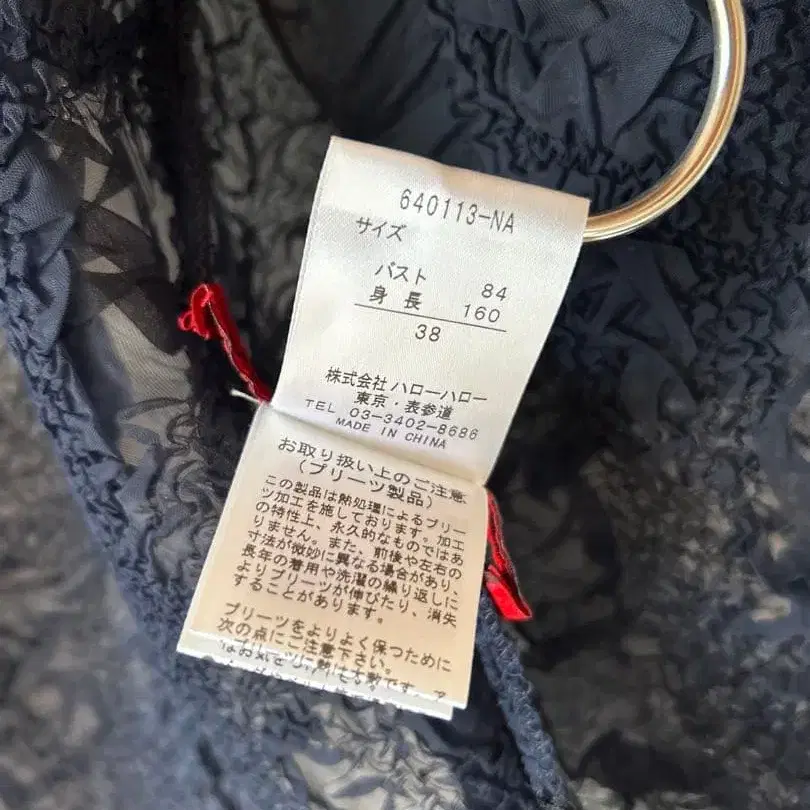 640113-NA
サイズ
バスト 84
身長 160
38
株式会社 ハローハロー
東京・表参道
TEL 03-3402-8686
MADE IN CHINA
お取り扱い上のご注意
(プリーツ製品)
この製品は熱処理によるプリー
ツ加工を施しております。加工
の特性上、永久的なものではあ
りません。また、前後や左右の
寸法が微妙に異なる場合があり、
長年の着用や洗濯の繰り返しに
よりプリーツが伸びたり、消失
することがあります。
プリーツをよりよく保つために
次の点にご注意下さい。